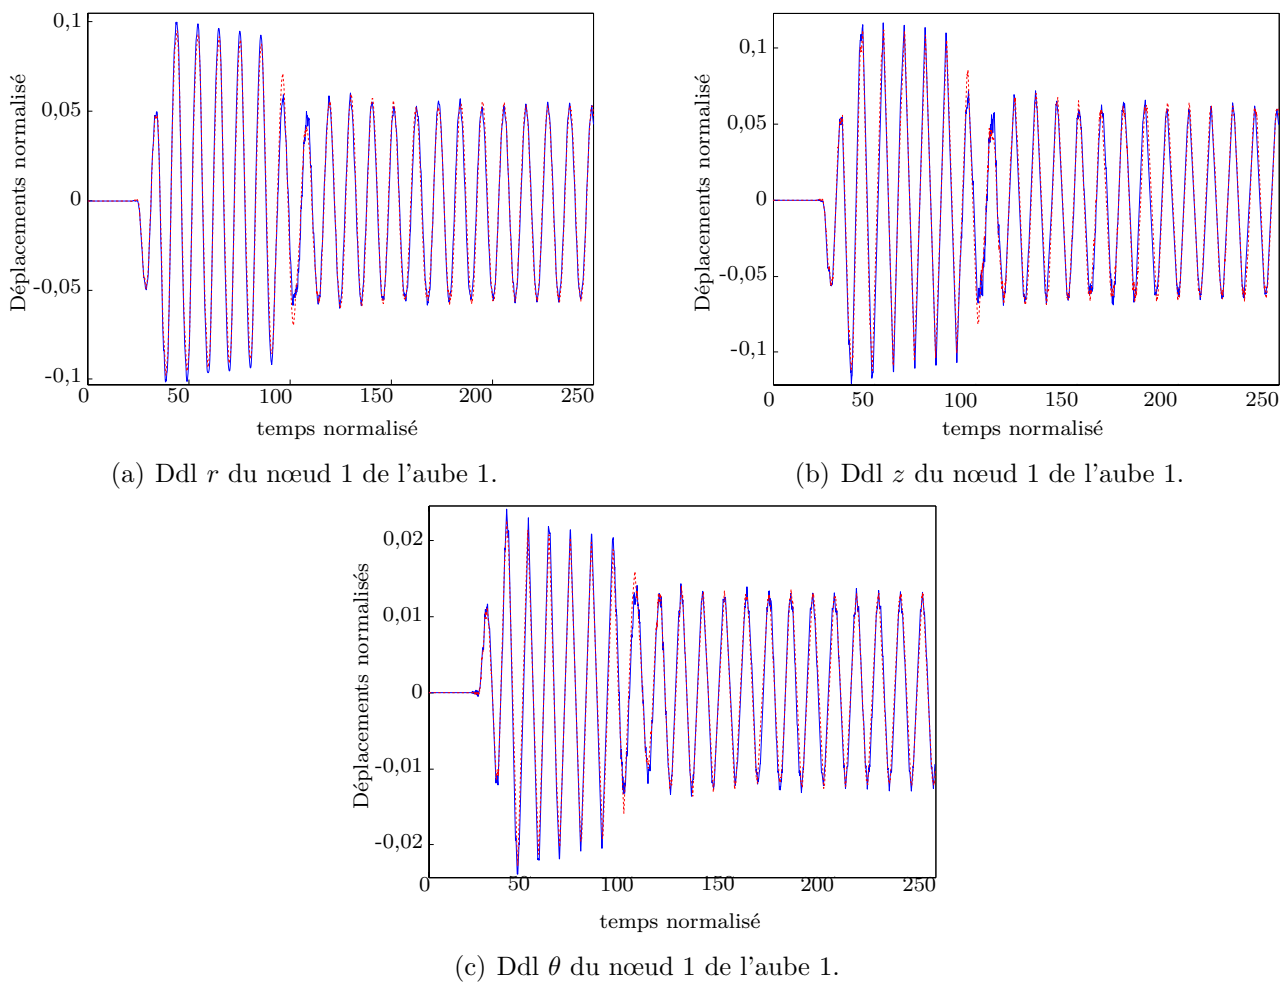 Déplacements normalisé
0,1
0,05
0
-0,05
-0,1
0 50 100 150 200 250
temps normalisé
(a) Ddl r du nœud 1 de l'aube 1.
Déplacements normalisé
0,1
0,05
0
-0,05
-0,1
0 50 100 150 200 250
temps normalisé
(b) Ddl z du nœud 1 de l'aube 1.
Déplacements normalisés
0,02
0,01
0
-0,01
-0,02
0 50 100 150 200 250
temps normalisé
(c) Ddl θ du nœud 1 de l'aube 1.